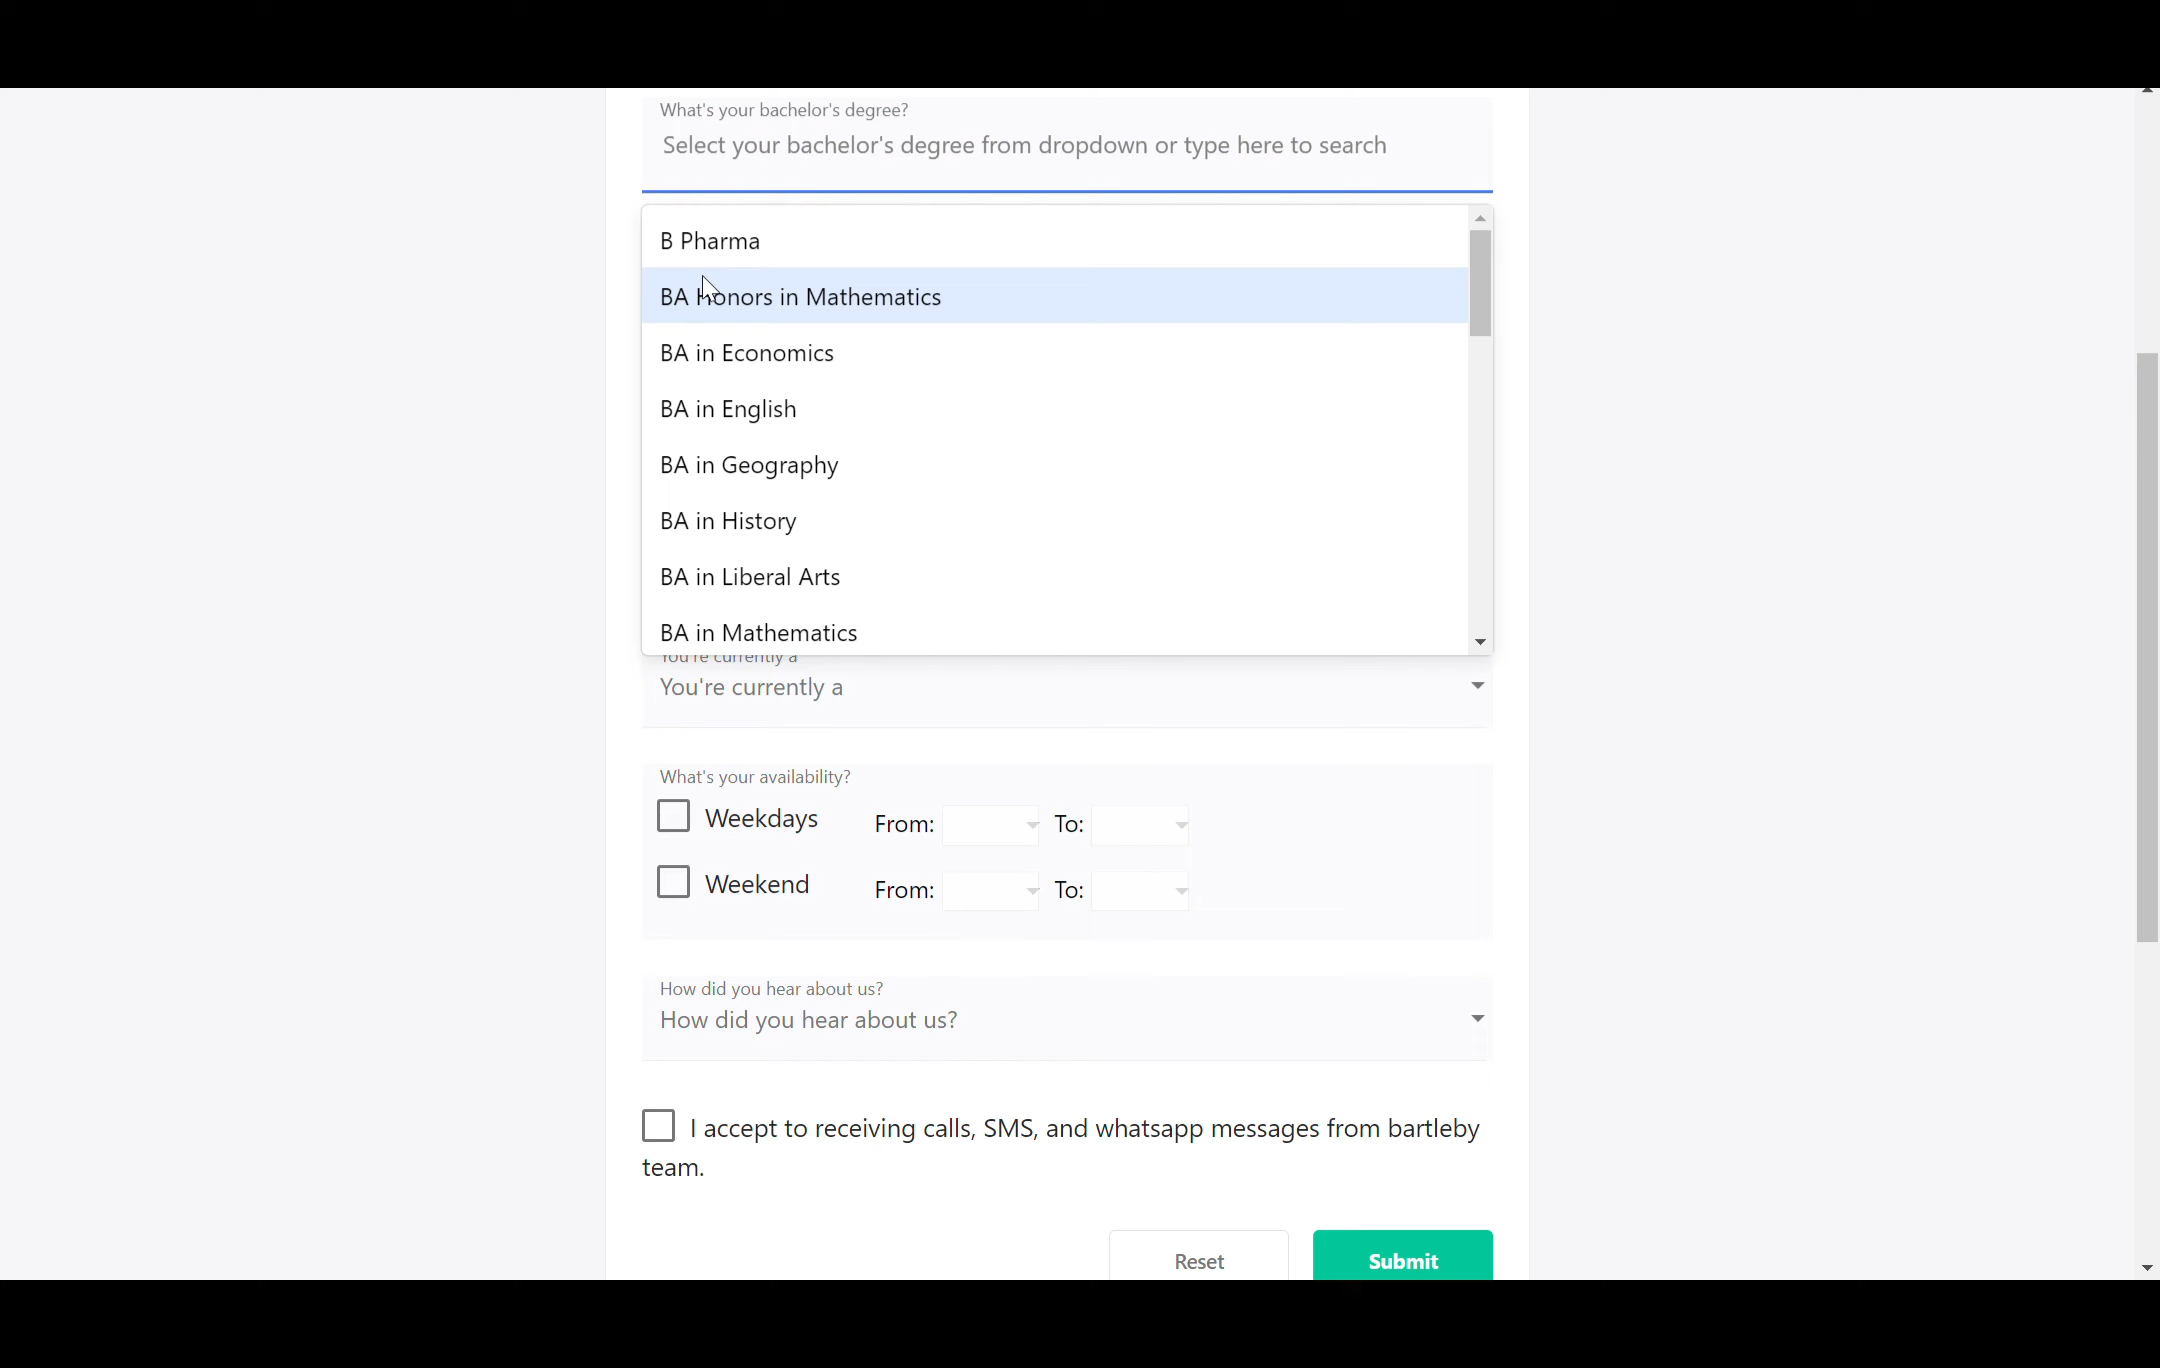 What's your bachelor's degree?
Select your bachelor's degree from dropdown or type here to search
B Pharma
BA Honors in Mathematics
BA in Economics
BA in English
BA in Geography
BA in History
BA in Liberal Arts
BA in Mathematics
You're currently a
You're currently a
What's your availability?
Weekdays From: To:
Weekend From: To:
How did you hear about us?
How did you hear about us?
I accept to receiving calls, SMS, and whatsapp messages from bartleby
team.
Reset Submit